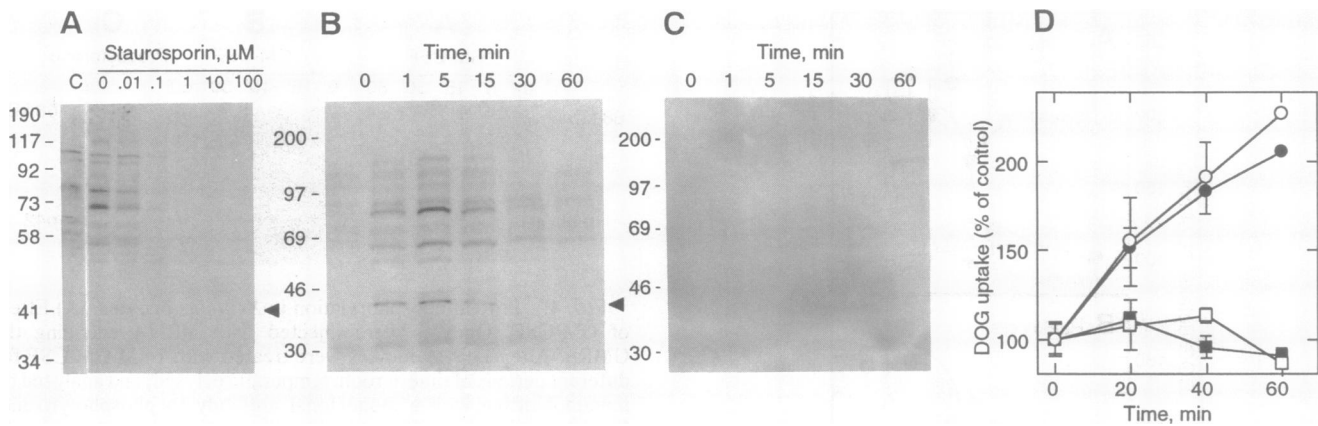 A
Staurosporin, µM
C 0 .01 .1 1 10 100
190
117
92
73
58
41
34
B
Time, min
0 1 5 15 30 60
200
97
69
46
30
C
Time, min
0 1 5 15 30 60
200
97
69
46
30
D
DOG uptake (% of control)
200
150
100
0 20 40 60
Time, min